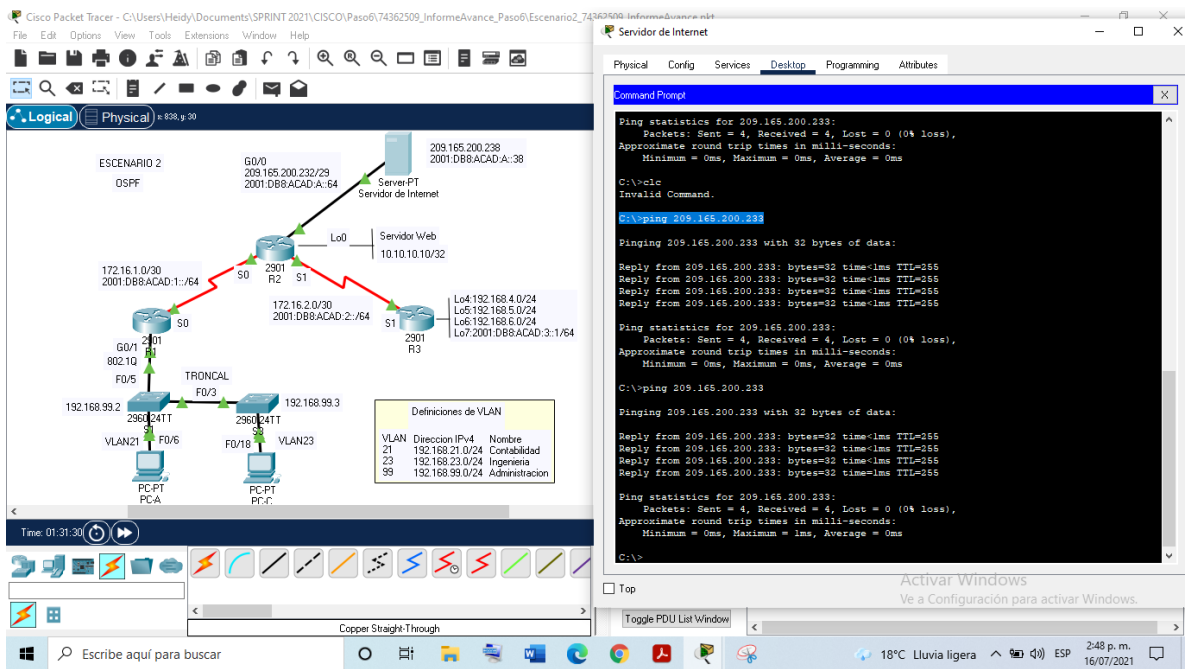 Cisco Packet Tracer - C:\Users\Heidy\Documents\SPRINT 2021\CISCO\Paso6\74362509_InformeAvance_Paso6\Escenario2_74362509_InformeAvance.pkt
File Edit Options View Tools Extensions Window Help
Logical Physical x: 838, y: 30
ESCENARIO 2
OSPF
G0/0
209.165.200.232/29
2001:DB8:ACAD:A::64
209.165.200.238
2001:DB8:ACAD:A::38
Server-PT
Servidor de Internet
Lo0
Servidor Web
10.10.10.10/32
2901
R2
S0
S1
172.16.1.0/30
2001:DB8:ACAD:1::/64
172.16.2.0/30
2001:DB8:ACAD:2::/64
Lo4:192.168.4.0/24
Lo5:192.168.5.0/24
Lo6:192.168.6.0/24
Lo7:2001:DB8:ACAD:3::1/64
S0
S1
2901
R3
2901
R1
G0/1
802.1Q
F0/5
TRONCAL
F0/3
192.168.99.2
192.168.99.3
2960-24TT
S1
2960-24TT
S3
VLAN21
F0/6
F0/18
VLAN23
PC-PT
PC-A
PC-PT
PC-C
Definiciones de VLAN
VLAN Direccion IPv4 Nombre
21 192.168.21.0/24 Contabilidad
23 192.168.23.0/24 Ingenieria
99 192.168.99.0/24 Administracion
Time: 01:31:30
Copper Straight-Through
Servidor de Internet
Physical Config Services Desktop Programming Attributes
Command Prompt
X
Ping statistics for 209.165.200.233:
Packets: Sent = 4, Received = 4, Lost = 0 (0% loss),
Approximate round trip times in milli-seconds:
Minimum = 0ms, Maximum = 0ms, Average = 0ms
C:\>clc
Invalid Command.
C:\>ping 209.165.200.233
Pinging 209.165.200.233 with 32 bytes of data:
Reply from 209.165.200.233: bytes=32 time<1ms TTL=255
Reply from 209.165.200.233: bytes=32 time<1ms TTL=255
Reply from 209.165.200.233: bytes=32 time<1ms TTL=255
Reply from 209.165.200.233: bytes=32 time<1ms TTL=255
Ping statistics for 209.165.200.233:
Packets: Sent = 4, Received = 4, Lost = 0 (0% loss),
Approximate round trip times in milli-seconds:
Minimum = 0ms, Maximum = 0ms, Average = 0ms
C:\>ping 209.165.200.233
Pinging 209.165.200.233 with 32 bytes of data:
Reply from 209.165.200.233: bytes=32 time<1ms TTL=255
Reply from 209.165.200.233: bytes=32 time<1ms TTL=255
Reply from 209.165.200.233: bytes=32 time<1ms TTL=255
Reply from 209.165.200.233: bytes=32 time=1ms TTL=255
Ping statistics for 209.165.200.233:
Packets: Sent = 4, Received = 4, Lost = 0 (0% loss),
Approximate round trip times in milli-seconds:
Minimum = 0ms, Maximum = 1ms, Average = 0ms
C:\>
Top
Activar Windows
Ve a Configuración para activar Windows.
Toggle PDU List Window
Escribe aquí para buscar
18°C Lluvia ligera
ESP
2:48 p. m.
16/07/2021